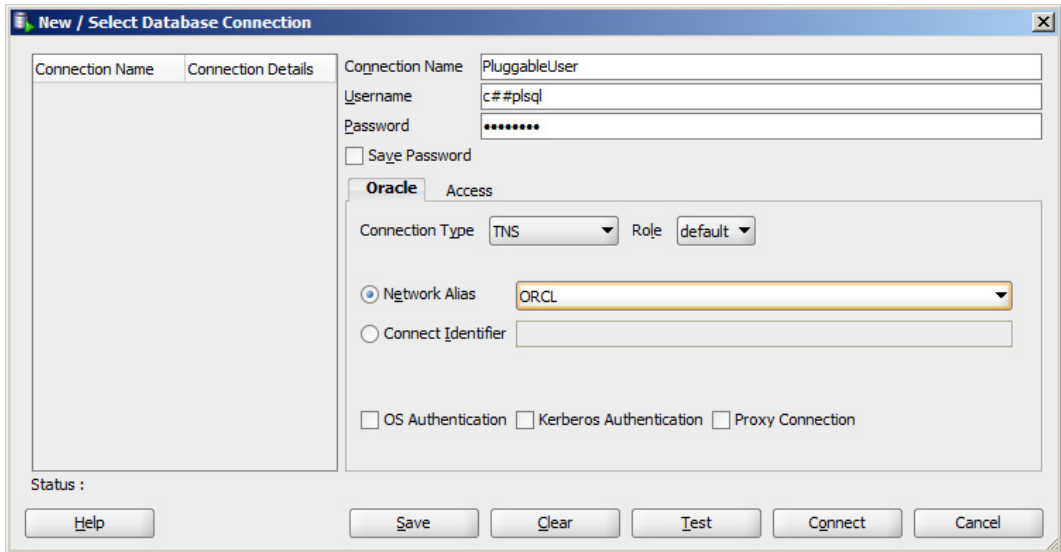 New / Select Database Connection
Connection Name Connection Details
Connection Name PluggableUser
Username c##plsql
Password ••••••••
Save Password
Oracle Access
Connection Type TNS Role default
Network Alias ORCL
Connect Identifier
OS Authentication Kerberos Authentication Proxy Connection
Status :
Help Save Clear Test Connect Cancel